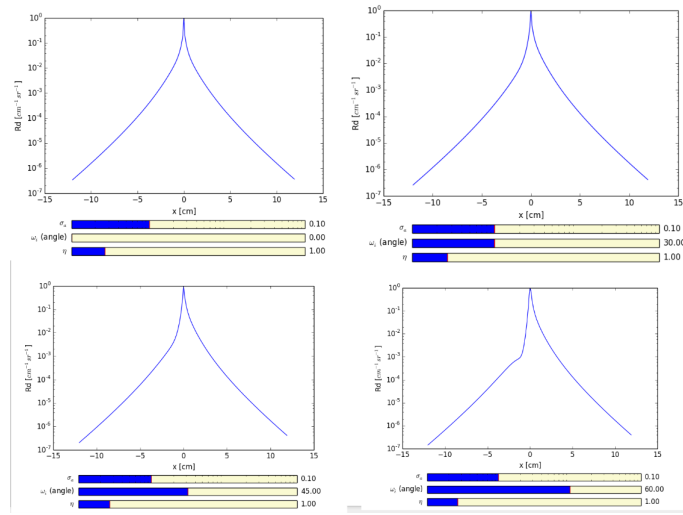 10⁰
10⁻¹
10⁻²
10⁻³
10⁻⁴
10⁻⁵
10⁻⁶
10⁻⁷
Rd [cm⁻¹ sr⁻¹]
−15 −10 −5 0 5 10 15
x [cm]
σₐ 0.10
ωᵢ (angle) 0.00
η 1.00
10⁰
10⁻¹
10⁻²
10⁻³
10⁻⁴
10⁻⁵
10⁻⁶
10⁻⁷
Rd [cm⁻¹ sr⁻¹]
−15 −10 −5 0 5 10 15
x [cm]
σₐ 0.10
ωᵢ (angle) 30.00
η 1.00
10⁰
10⁻¹
10⁻²
10⁻³
10⁻⁴
10⁻⁵
10⁻⁶
10⁻⁷
Rd [cm⁻¹ sr⁻¹]
−15 −10 −5 0 5 10 15
x [cm]
σₐ 0.10
ωᵢ (angle) 45.00
η 1.00
10⁰
10⁻¹
10⁻²
10⁻³
10⁻⁴
10⁻⁵
10⁻⁶
10⁻⁷
Rd [cm⁻¹ sr⁻¹]
−15 −10 −5 0 5 10 15
x [cm]
σₐ 0.10
ωᵢ (angle) 60.00
η 1.00